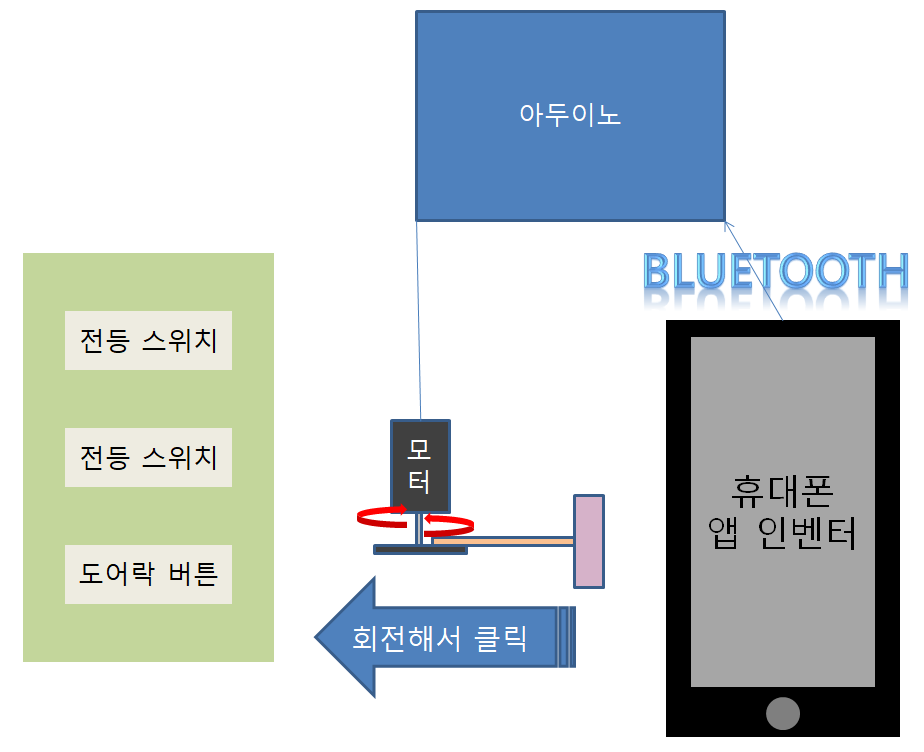 아두이노
BLUETOOTH
전등 스위치
전등 스위치
도어락 버튼
모
터
회전해서 클릭
휴대폰
앱 인벤터